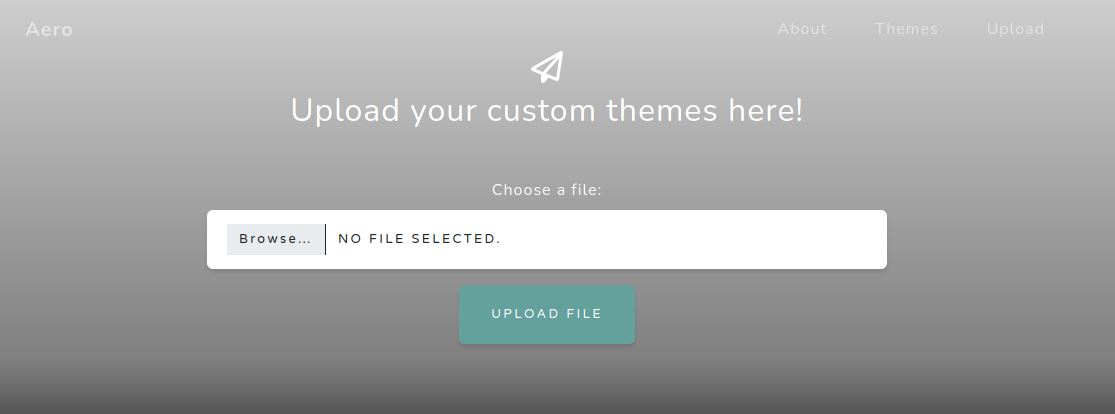 Aero
About Themes Upload
Upload your custom themes here!
Choose a file:
Browse... NO FILE SELECTED.
UPLOAD FILE